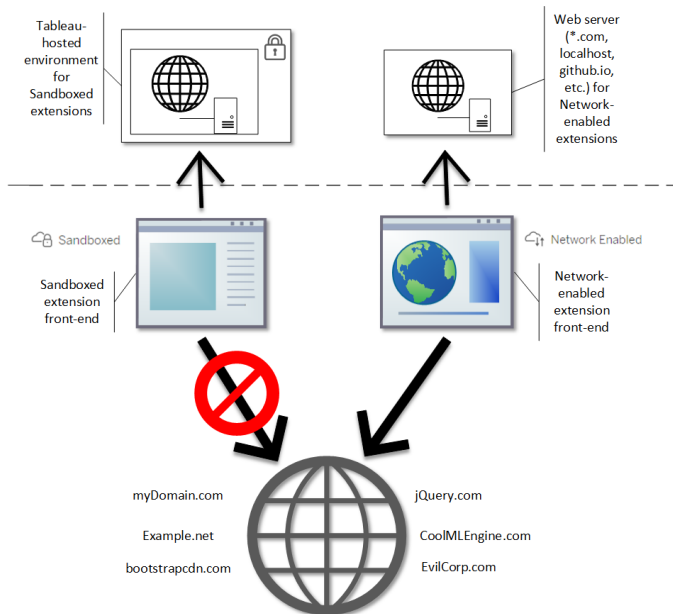 Tableau-
hosted
environment
for
Sandboxed
extensions
Web server
(*.com,
localhost,
github.io,
etc.) for
Network-
enabled
extensions
Sandboxed
Network Enabled
Sandboxed
extension
front-end
Network-
enabled
extension
front-end
myDomain.com
jQuery.com
Example.net
CoolMLEngine.com
bootstrapcdn.com
EvilCorp.com